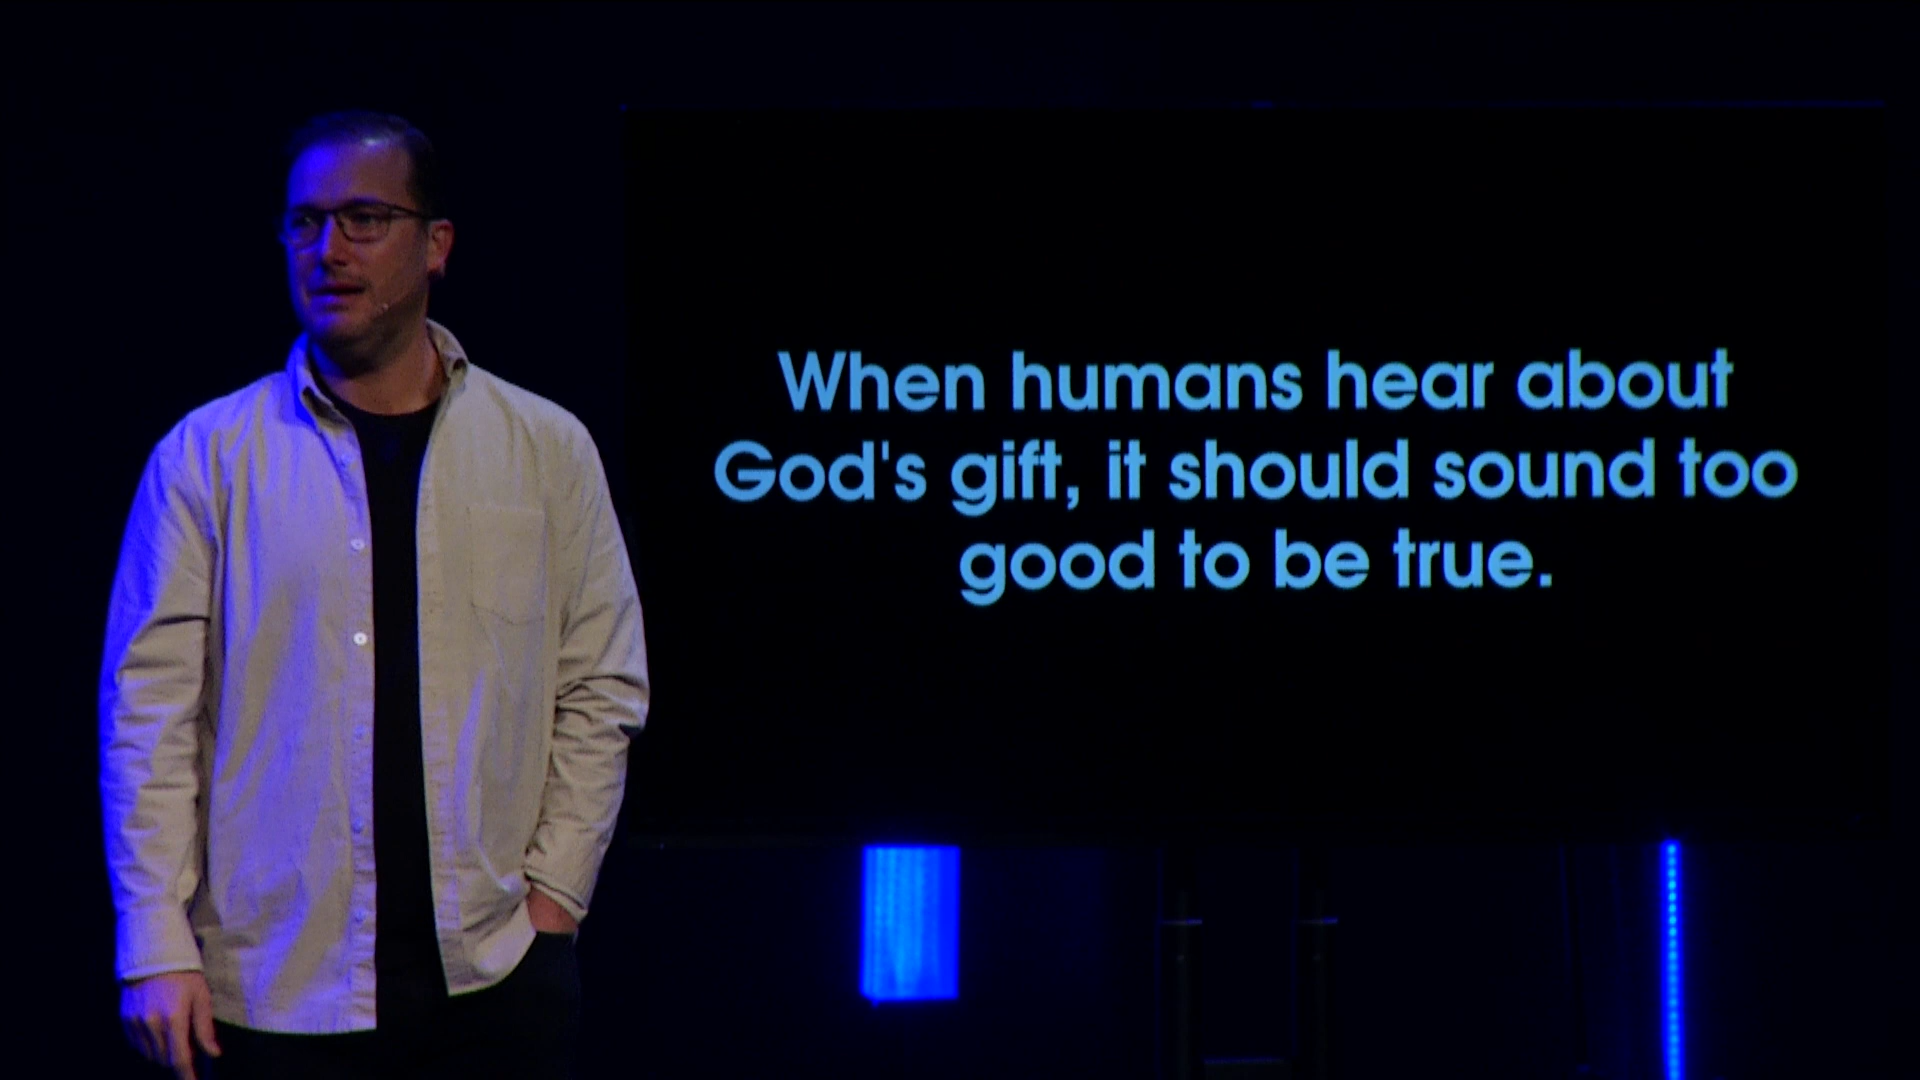 When humans hear about
God's gift, it should sound too
good to be true.